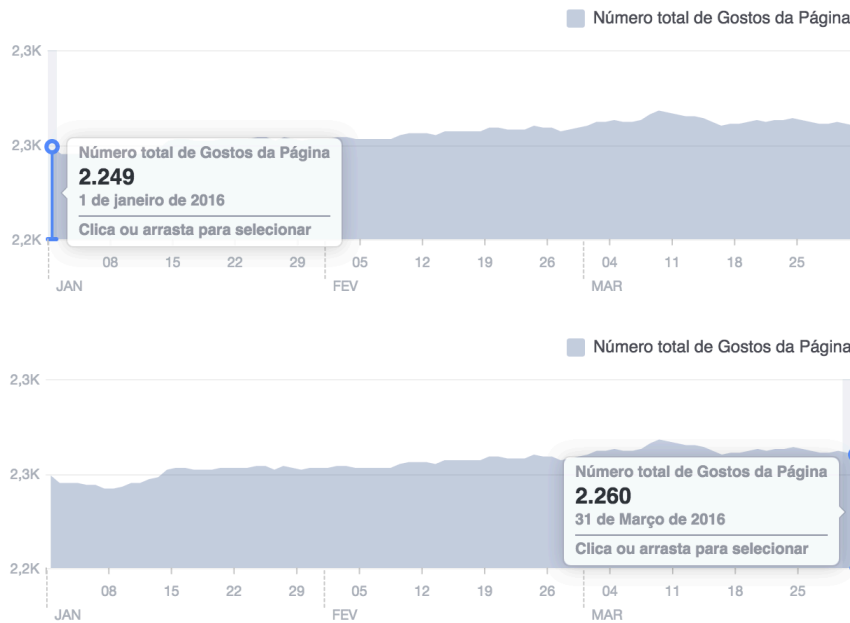 Número total de Gostos da Página
2,3K
2,3K
Número total de Gostos da Página
2.249
1 de janeiro de 2016
Clica ou arrasta para selecionar
2,2K
08 15 22 29 05 12 19 26 04 11 18 25
JAN FEV MAR
Número total de Gostos da Página
2,3K
2,3K
Número total de Gostos da Página
2.260
31 de Março de 2016
Clica ou arrasta para selecionar
2,2K
08 15 22 29 05 12 19 26 04 11 18 25
JAN FEV MAR